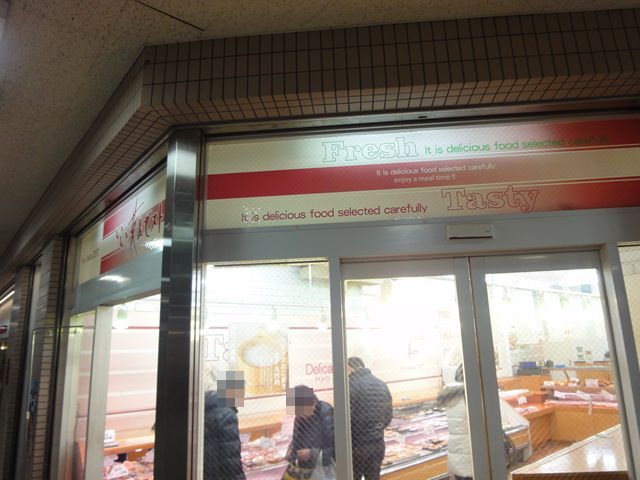 Fresh It is delicious food selected carefully
It is delicious food selected carefully
enjoy a meal time!!
It is delicious food selected carefully Tasty
Delica